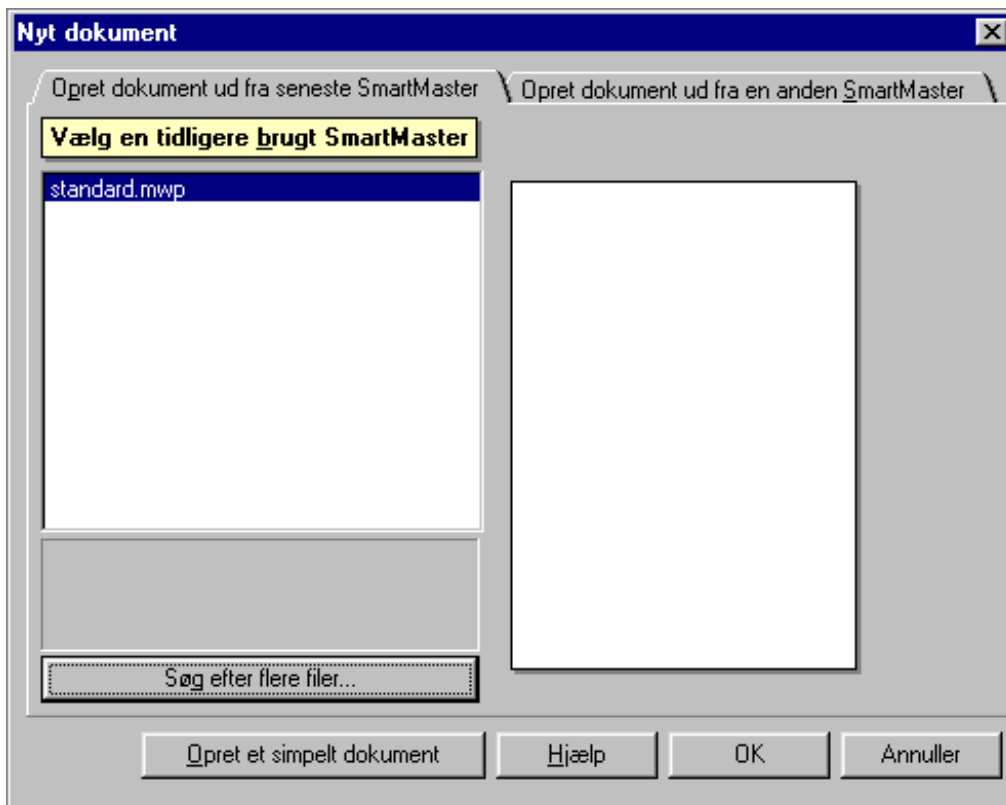 Nyt dokument
Opret dokument ud fra seneste SmartMaster
Opret dokument ud fra en anden SmartMaster
Vælg en tidligere brugt SmartMaster
standard.mwp
Søg efter flere filer...
Opret et simpelt dokument
Hjælp
OK
Annuller